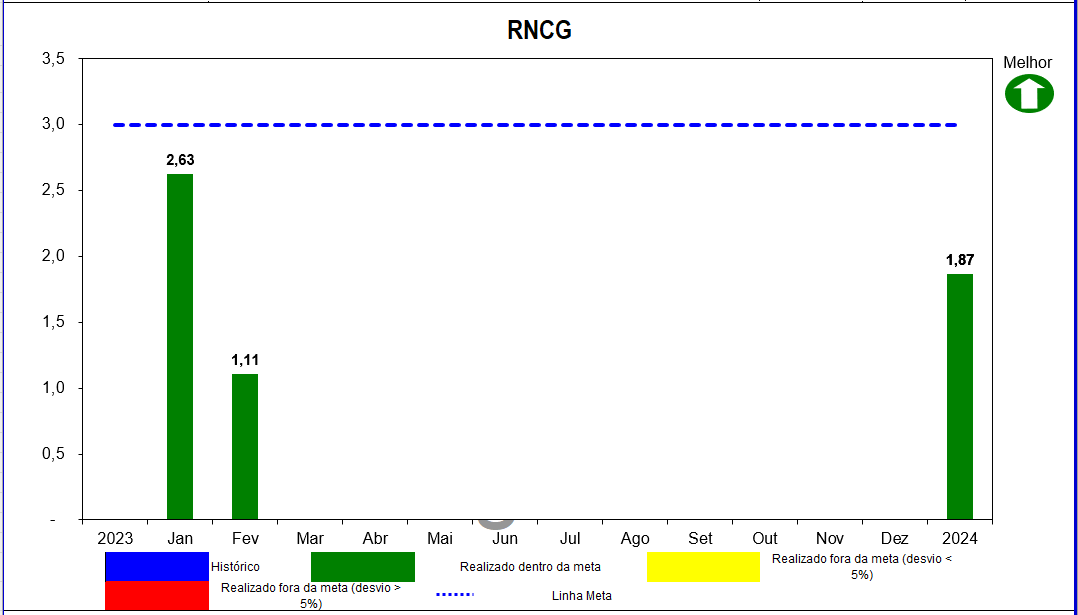 RNCG
Melhor
3,5
3,0
2,5
2,0
1,5
1,0
0,5
-
2,63
1,11
1,87
2023 Jan Fev Mar Abr Mai Jun Jul Ago Set Out Nov Dez 2024
Histórico
Realizado dentro da meta
Realizado fora da meta (desvio <
5%)
Realizado fora da meta (desvio >
5%)
Linha Meta